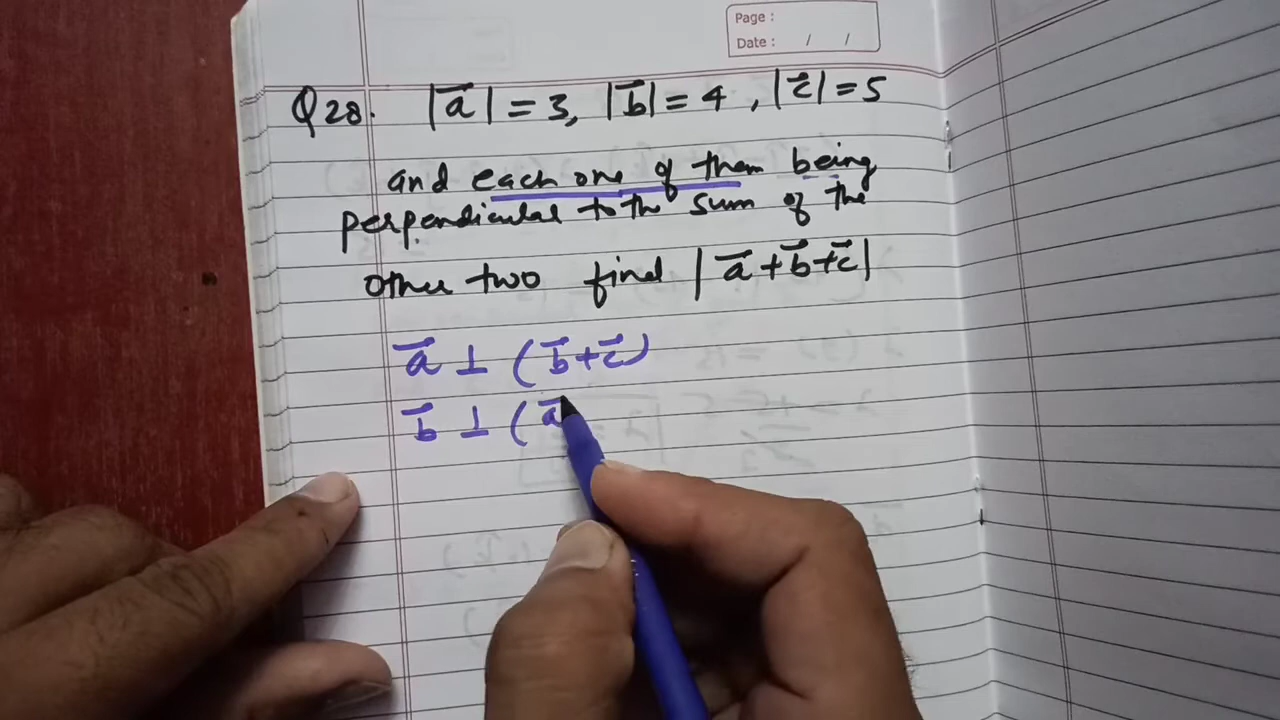 Page :
Date : / /
Q 28. |a⃗| = 3, |b⃗| = 4, |c⃗| = 5
and each one of them being
perpendicular to the sum of the
other two find |a⃗+b⃗+c⃗|
a⃗ ⊥ (b⃗+c⃗)
b⃗ ⊥ (a⃗